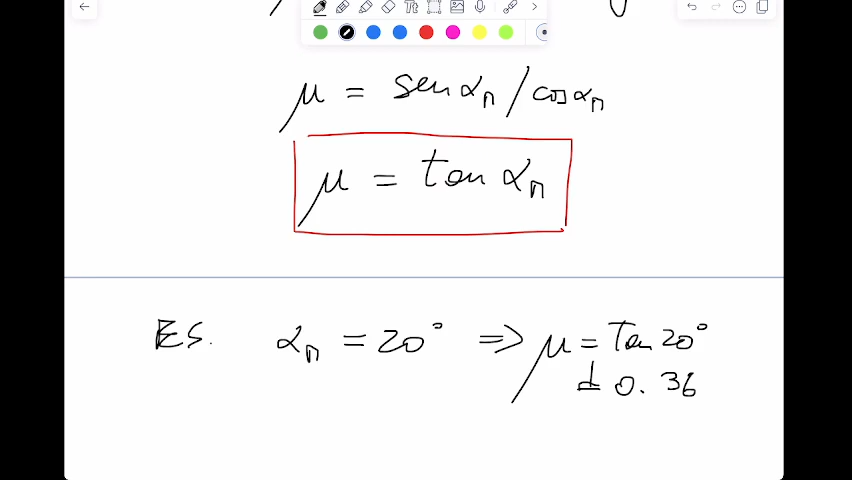 μ = sen αₙ / cos αₙ
μ = tan αₙ
ES. αₙ = 20° ⇒ μ = tan 20°
≐ 0.36